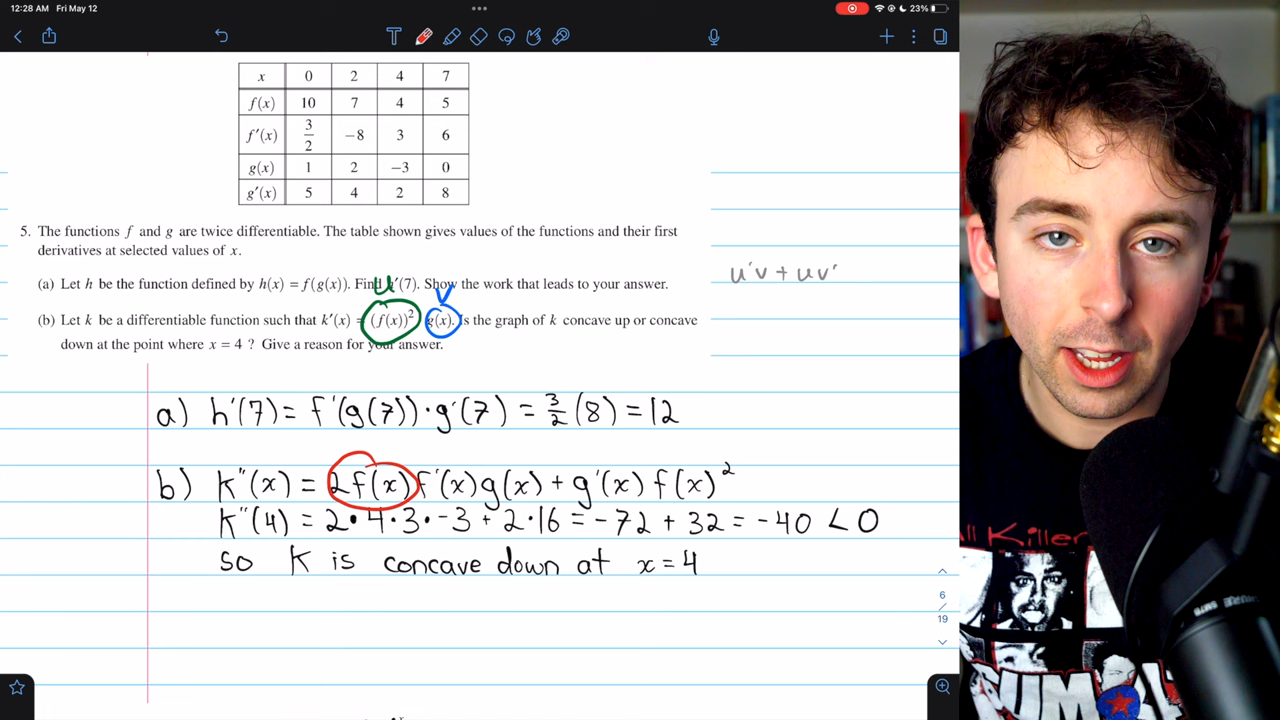 12:28 AM Fri May 12
23%
x 0 2 4 7
f(x) 10 7 4 5
f′(x) 3/2 −8 3 6
g(x) 1 2 −3 0
g′(x) 5 4 2 8
5. The functions f and g are twice differentiable. The table shown gives values of the functions and their first
derivatives at selected values of x.
u'v + uv'
u
(a) Let h be the function defined by h(x) = f(g(x)). Find h′(7). Show the work that leads to your answer.
v
(b) Let k be a differentiable function such that k′(x) = (f(x))² g(x). Is the graph of k concave up or concave
down at the point where x = 4 ? Give a reason for your answer.
a) h'(7) = f'(g(7)) · g'(7) = 3/2 (8) = 12
b) k"(x) = 2f(x)f'(x)g(x) + g'(x) f(x)²
k"(4) = 2•4•3•-3 + 2•16 = -72 + 32 = -40 < 0
so k is concave down at x = 4
6
/
19
All Killer
SUM